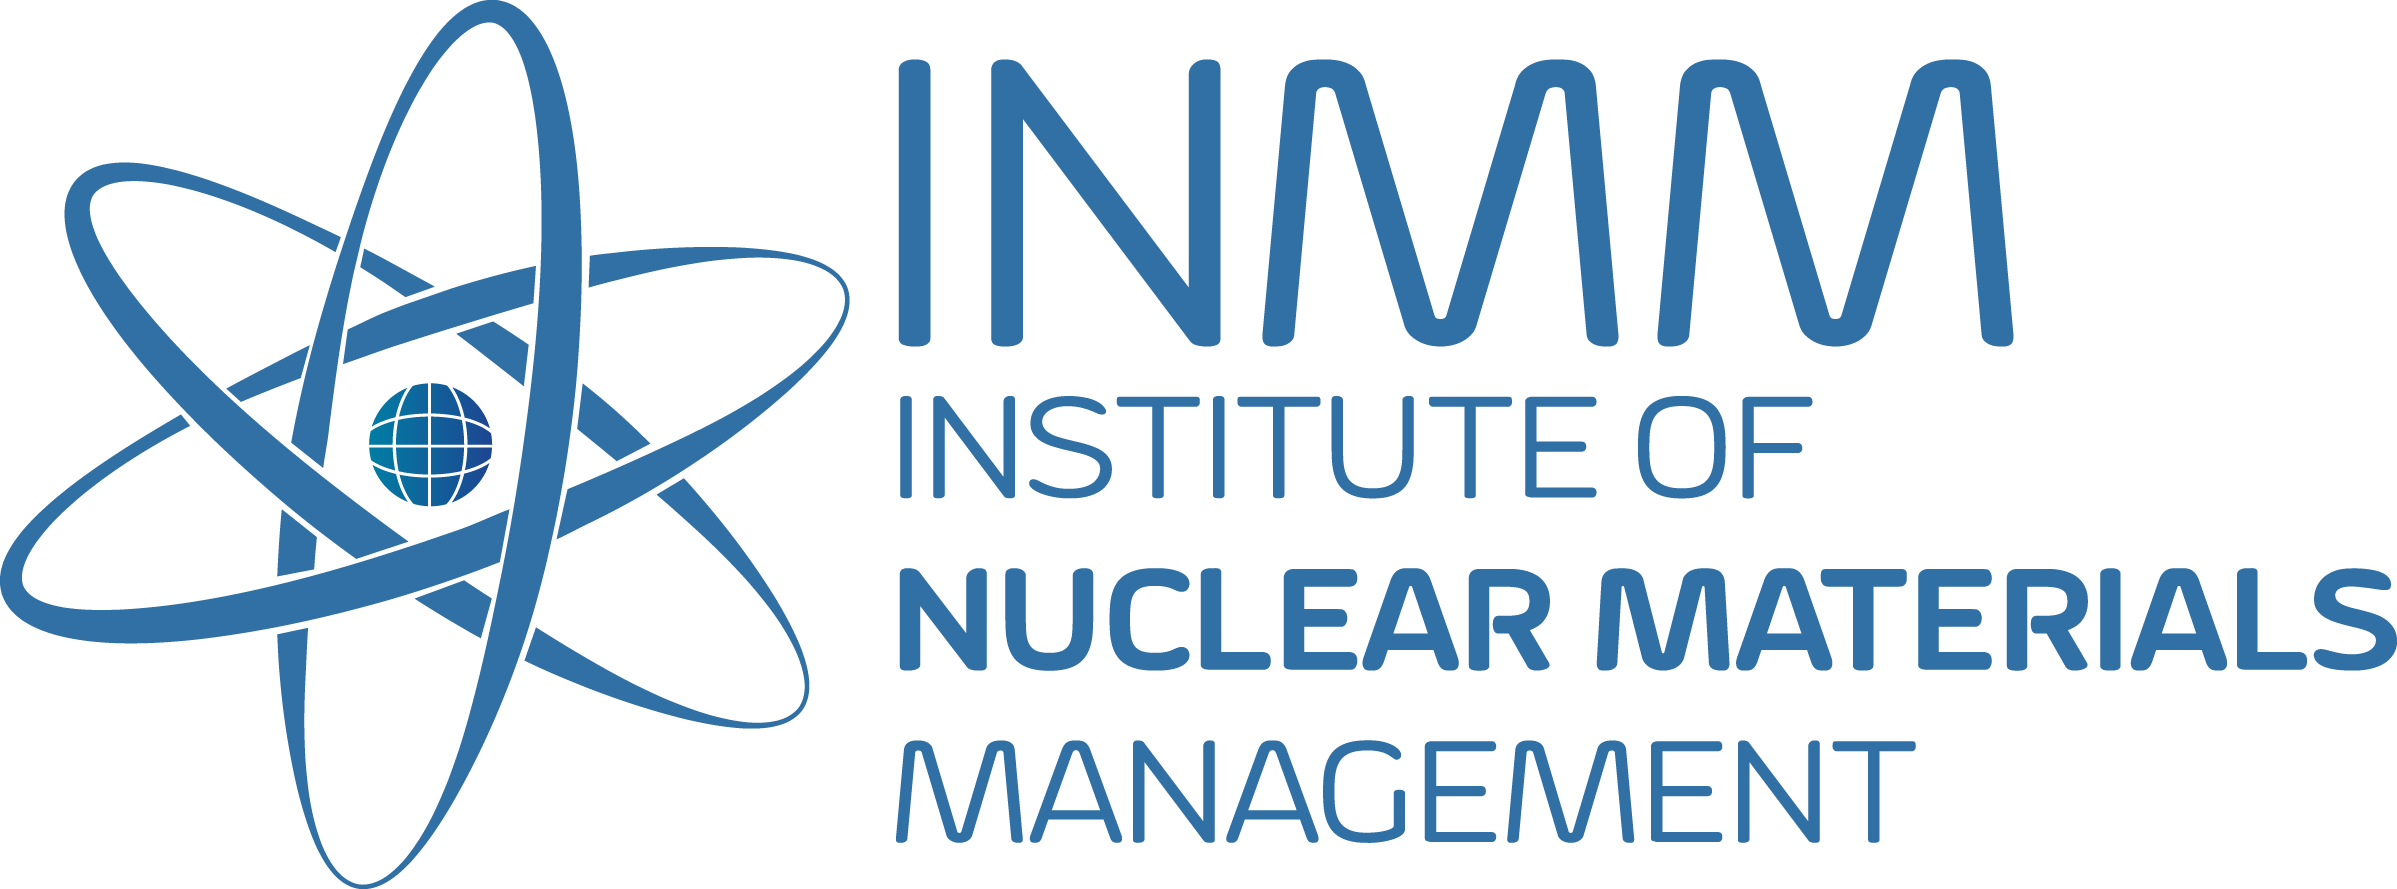 INMM
INSTITUTE OF
NUCLEAR MATERIALS
MANAGEMENT